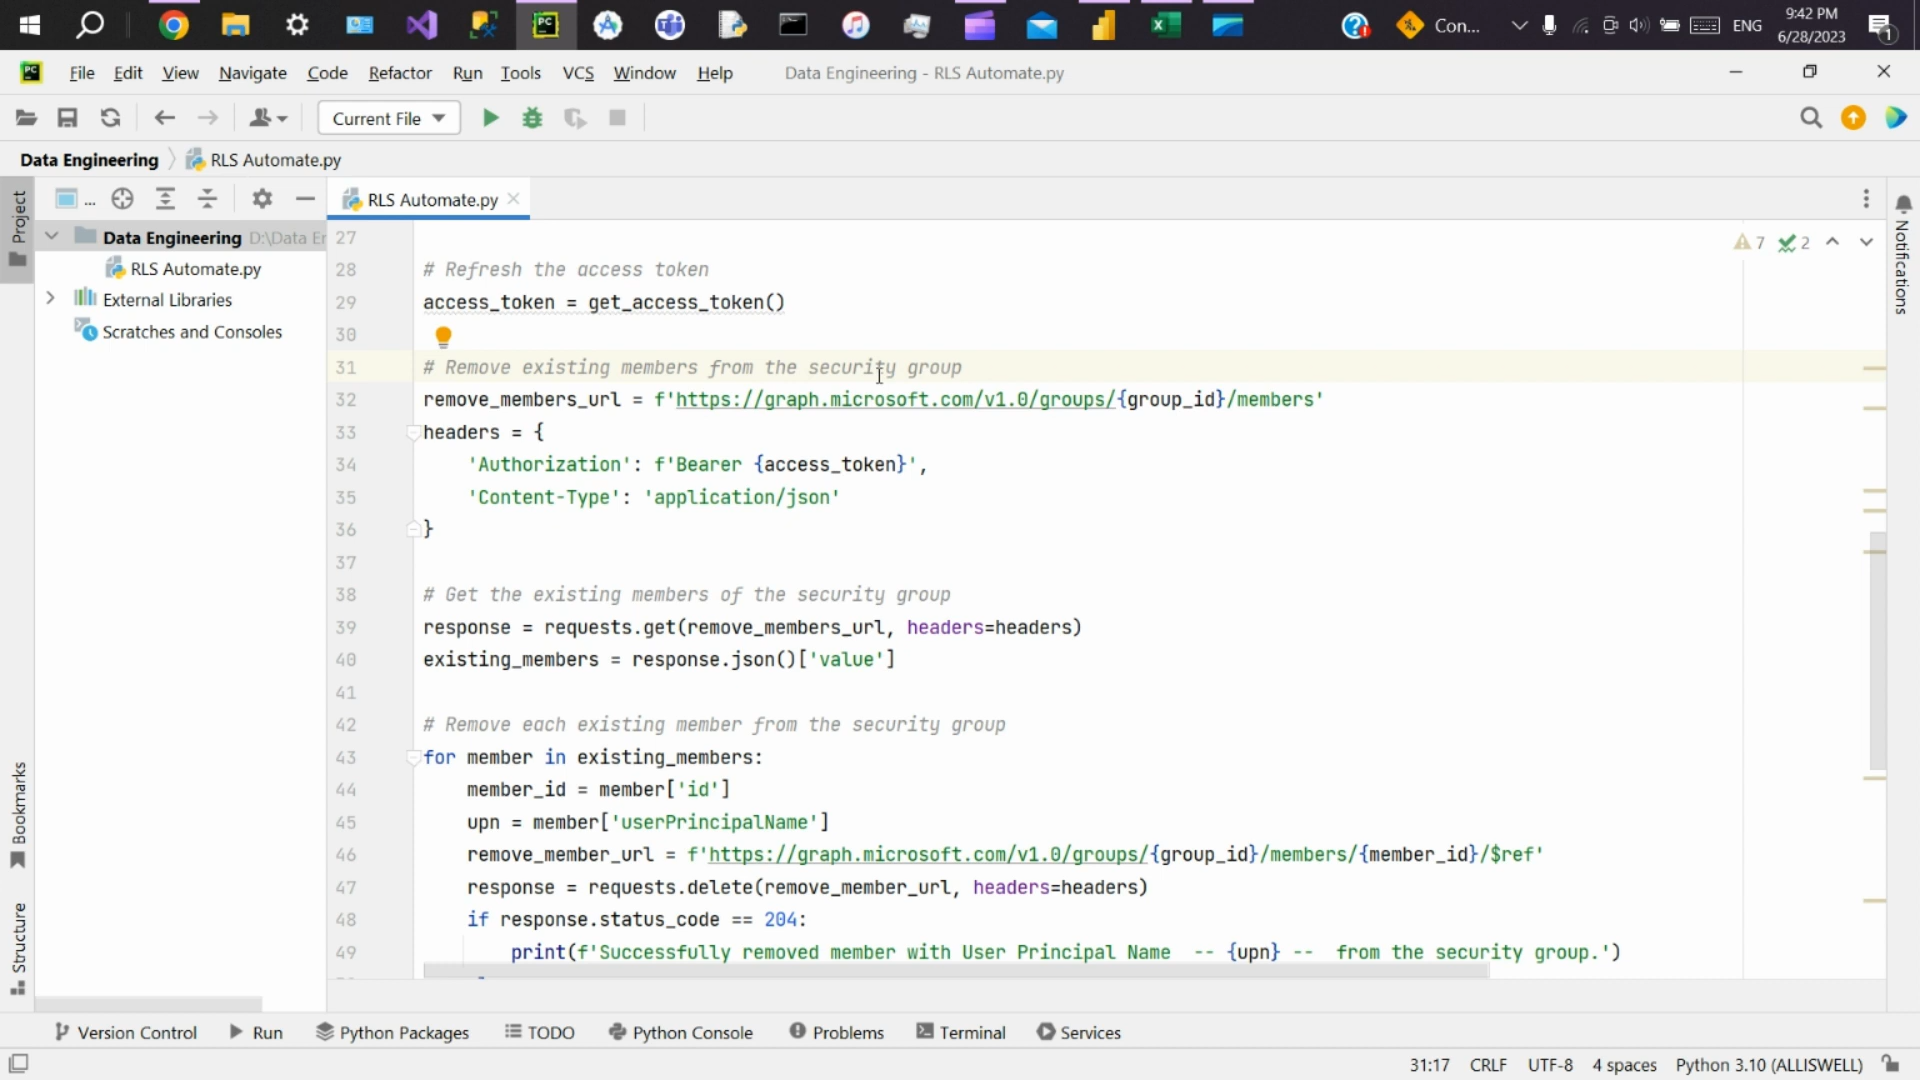 Con...
ENG
9:42 PM
6/28/2023
1
PC
File Edit View Navigate Code Refactor Run Tools VCS Window Help
Data Engineering - RLS Automate.py
Current File
Data Engineering RLS Automate.py
Project
...
RLS Automate.py
Notifications
Data Engineering D:\Data En
RLS Automate.py
External Libraries
Scratches and Consoles
7 2
27
28 # Refresh the access token
29 access_token = get_access_token()
30
31 # Remove existing members from the security group
32 remove_members_url = f'https://graph.microsoft.com/v1.0/groups/{group_id}/members'
33 headers = {
34 'Authorization': f'Bearer {access_token}',
35 'Content-Type': 'application/json'
36 }
37
38 # Get the existing members of the security group
39 response = requests.get(remove_members_url, headers=headers)
40 existing_members = response.json()['value']
41
42 # Remove each existing member from the security group
43 for member in existing_members:
44 member_id = member['id']
45 upn = member['userPrincipalName']
46 remove_member_url = f'https://graph.microsoft.com/v1.0/groups/{group_id}/members/{member_id}/$ref'
47 response = requests.delete(remove_member_url, headers=headers)
48 if response.status_code == 204:
49 print(f'Successfully removed member with User Principal Name -- {upn} -- from the security group.')
Bookmarks
Structure
Version Control Run Python Packages TODO Python Console Problems Terminal Services
31:17 CRLF UTF-8 4 spaces Python 3.10 (ALLISWELL)